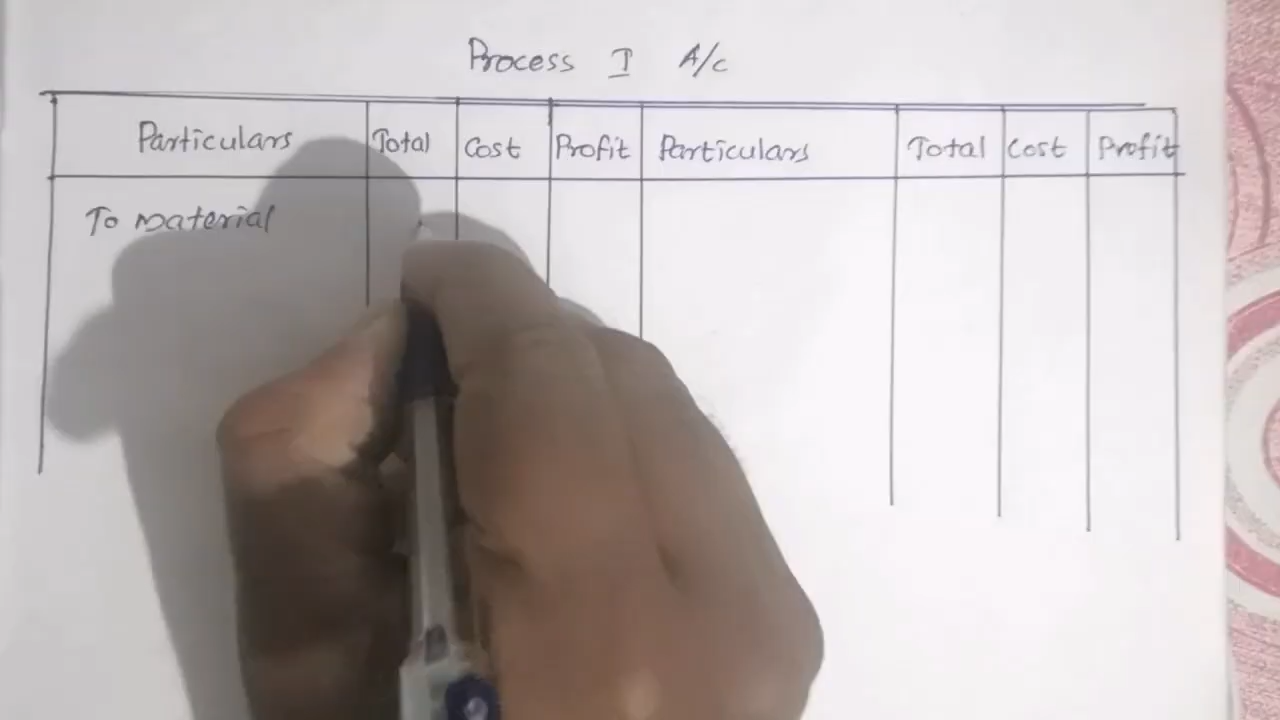 Process I A/c
Particulars Total Cost Profit Particulars Total Cost Profit
To material